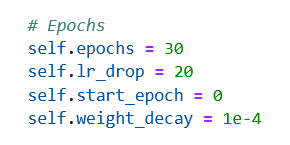 # Epochs
self.epochs = 30
self.lr_drop = 20
self.start_epoch = 0
self.weight_decay = 1e-4